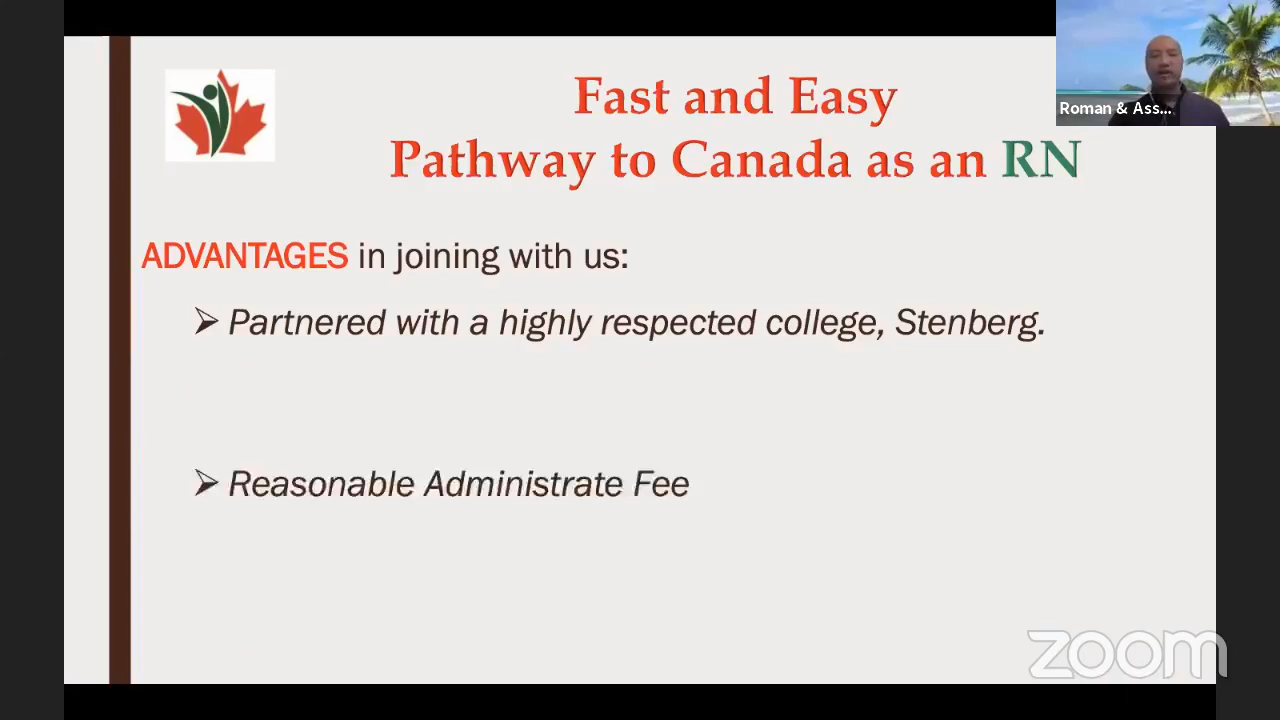 Fast and Easy
Pathway to Canada as an RN
Roman & Ass...
ADVANTAGES in joining with us:
Partnered with a highly respected college, Stenberg.
Reasonable Administrate Fee
zoom